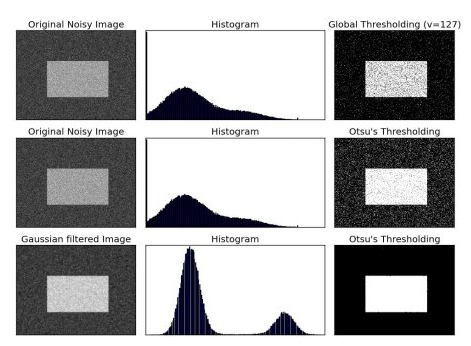 Original Noisy Image
Histogram
Global Thresholding (v=127)
Original Noisy Image
Histogram
Otsu's Thresholding
Gaussian filtered Image
Histogram
Otsu's Thresholding